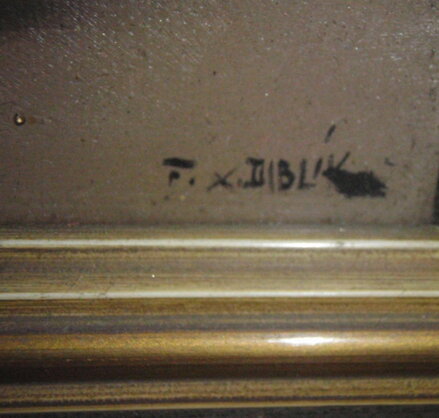 F. X. DIBLÍK